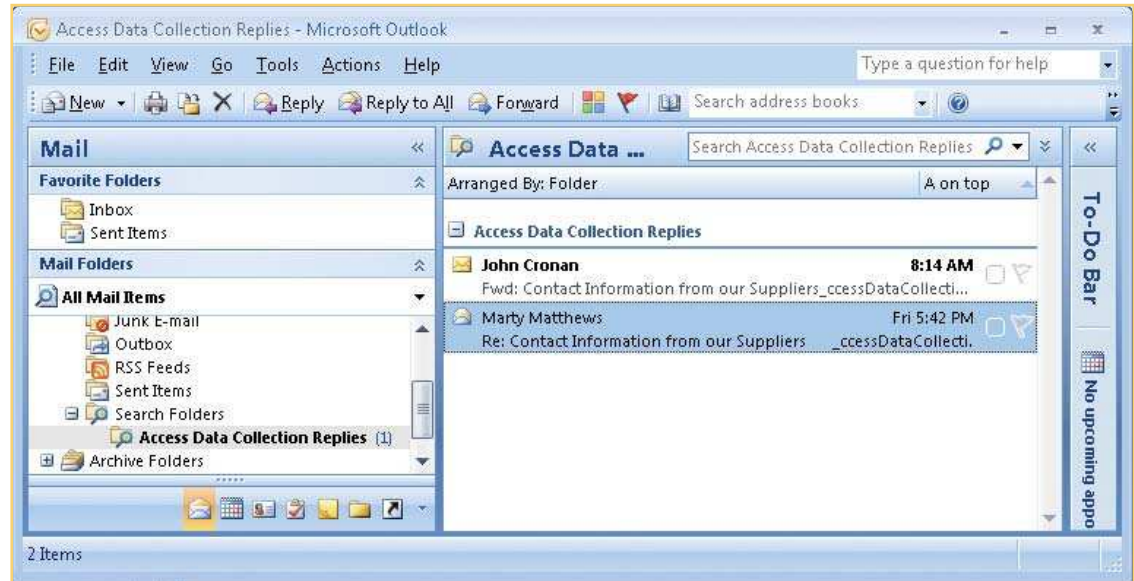 Access Data Collection Replies - Microsoft Outlook
File Edit View Go Tools Actions Help
Type a question for help
New Reply Reply to All Forward Search address books
Mail
Favorite Folders
Inbox
Sent Items
Mail Folders
All Mail Items
Junk E-mail
Outbox
RSS Feeds
Sent Items
Search Folders
Access Data Collection Replies (1)
Archive Folders
Access Data ...
Search Access Data Collection Replies
Arranged By: Folder A on top
Access Data Collection Replies
John Cronan 8:14 AM
Fwd: Contact Information from our Suppliers_ccessDataCollecti...
Marty Matthews Fri 5:42 PM
Re: Contact Information from our Suppliers _ccessDataCollecti.
To-Do Bar
No upcoming appo
2 Items